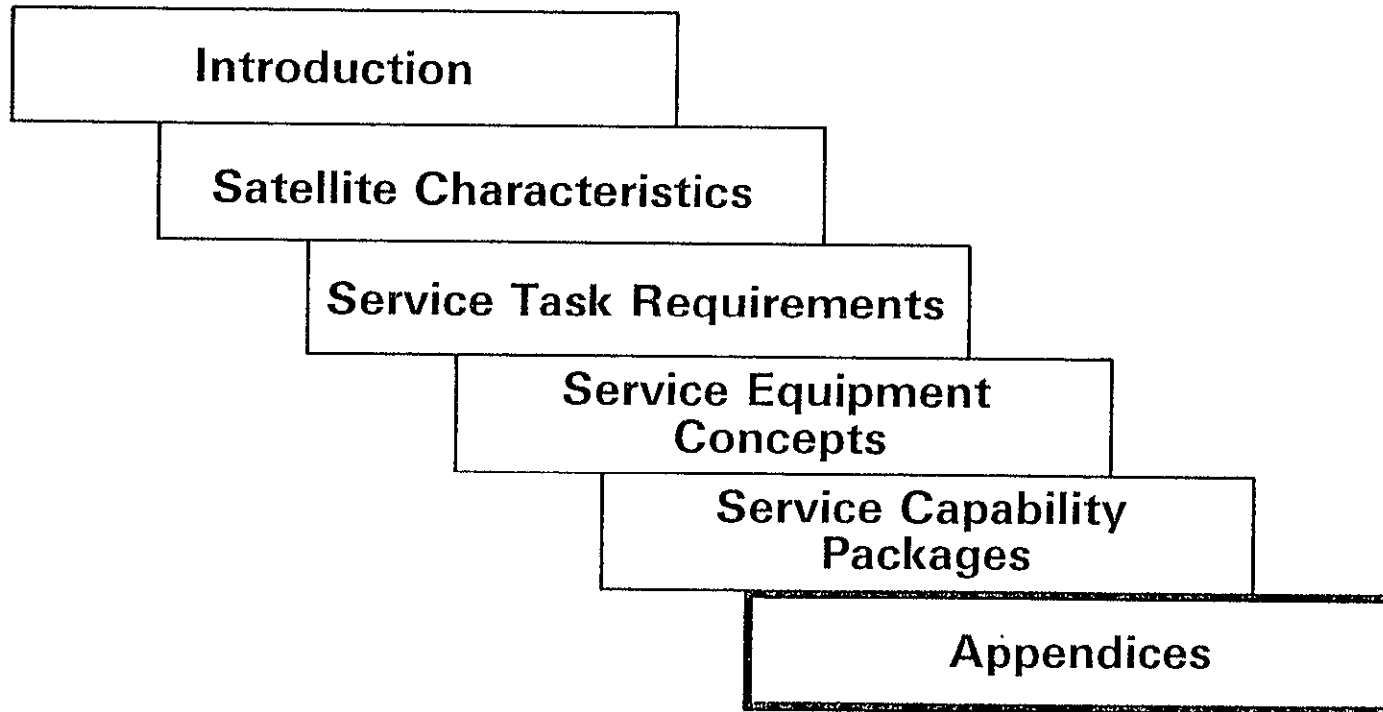 Introduction
Satellite Characteristics
Service Task Requirements
Service Equipment
Concepts
Service Capability
Packages
Appendices